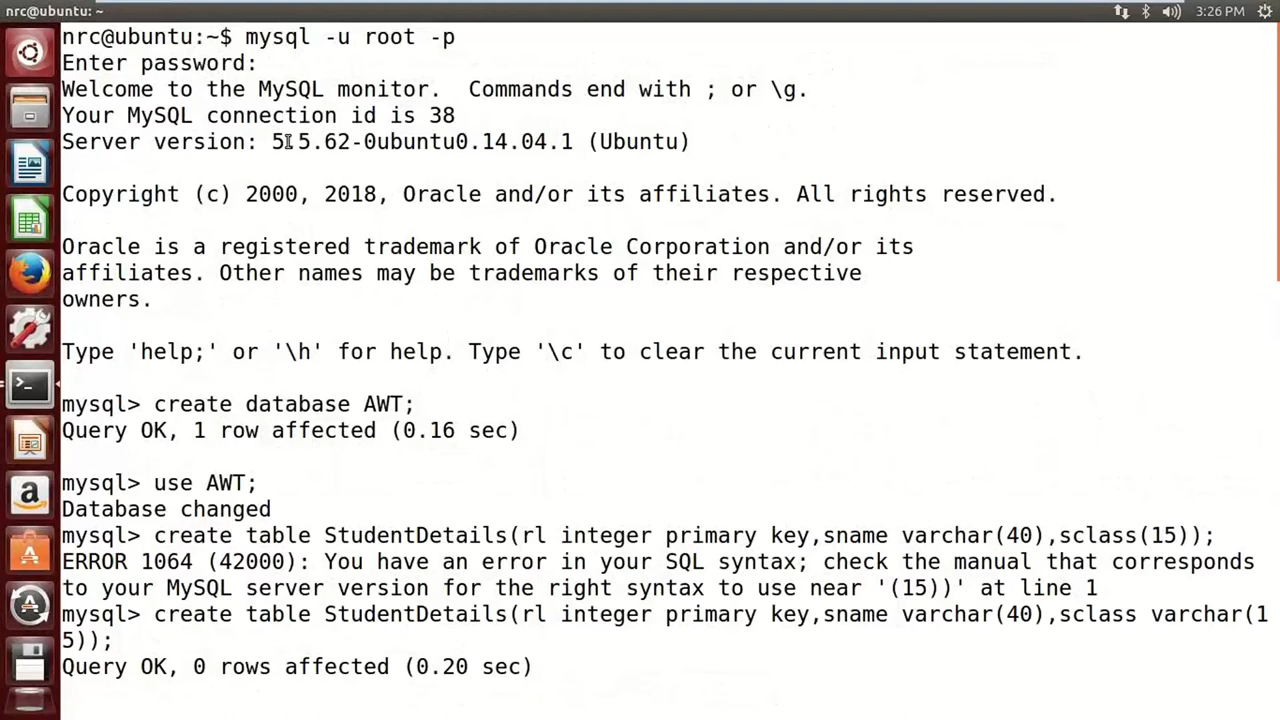 nrc@ubuntu: ~
3:26 PM
nrc@ubuntu:~$ mysql -u root -p
Enter password:
Welcome to the MySQL monitor.  Commands end with ; or \g.
Your MySQL connection id is 38
Server version: 5.5.62-0ubuntu0.14.04.1 (Ubuntu)
Copyright (c) 2000, 2018, Oracle and/or its affiliates. All rights reserved.
Oracle is a registered trademark of Oracle Corporation and/or its
affiliates. Other names may be trademarks of their respective
owners.
Type 'help;' or '\h' for help. Type '\c' to clear the current input statement.
mysql> create database AWT;
Query OK, 1 row affected (0.16 sec)
mysql> use AWT;
Database changed
mysql> create table StudentDetails(rl integer primary key,sname varchar(40),sclass(15));
ERROR 1064 (42000): You have an error in your SQL syntax; check the manual that corresponds
to your MySQL server version for the right syntax to use near '(15))' at line 1
mysql> create table StudentDetails(rl integer primary key,sname varchar(40),sclass varchar(1
5));
Query OK, 0 rows affected (0.20 sec)